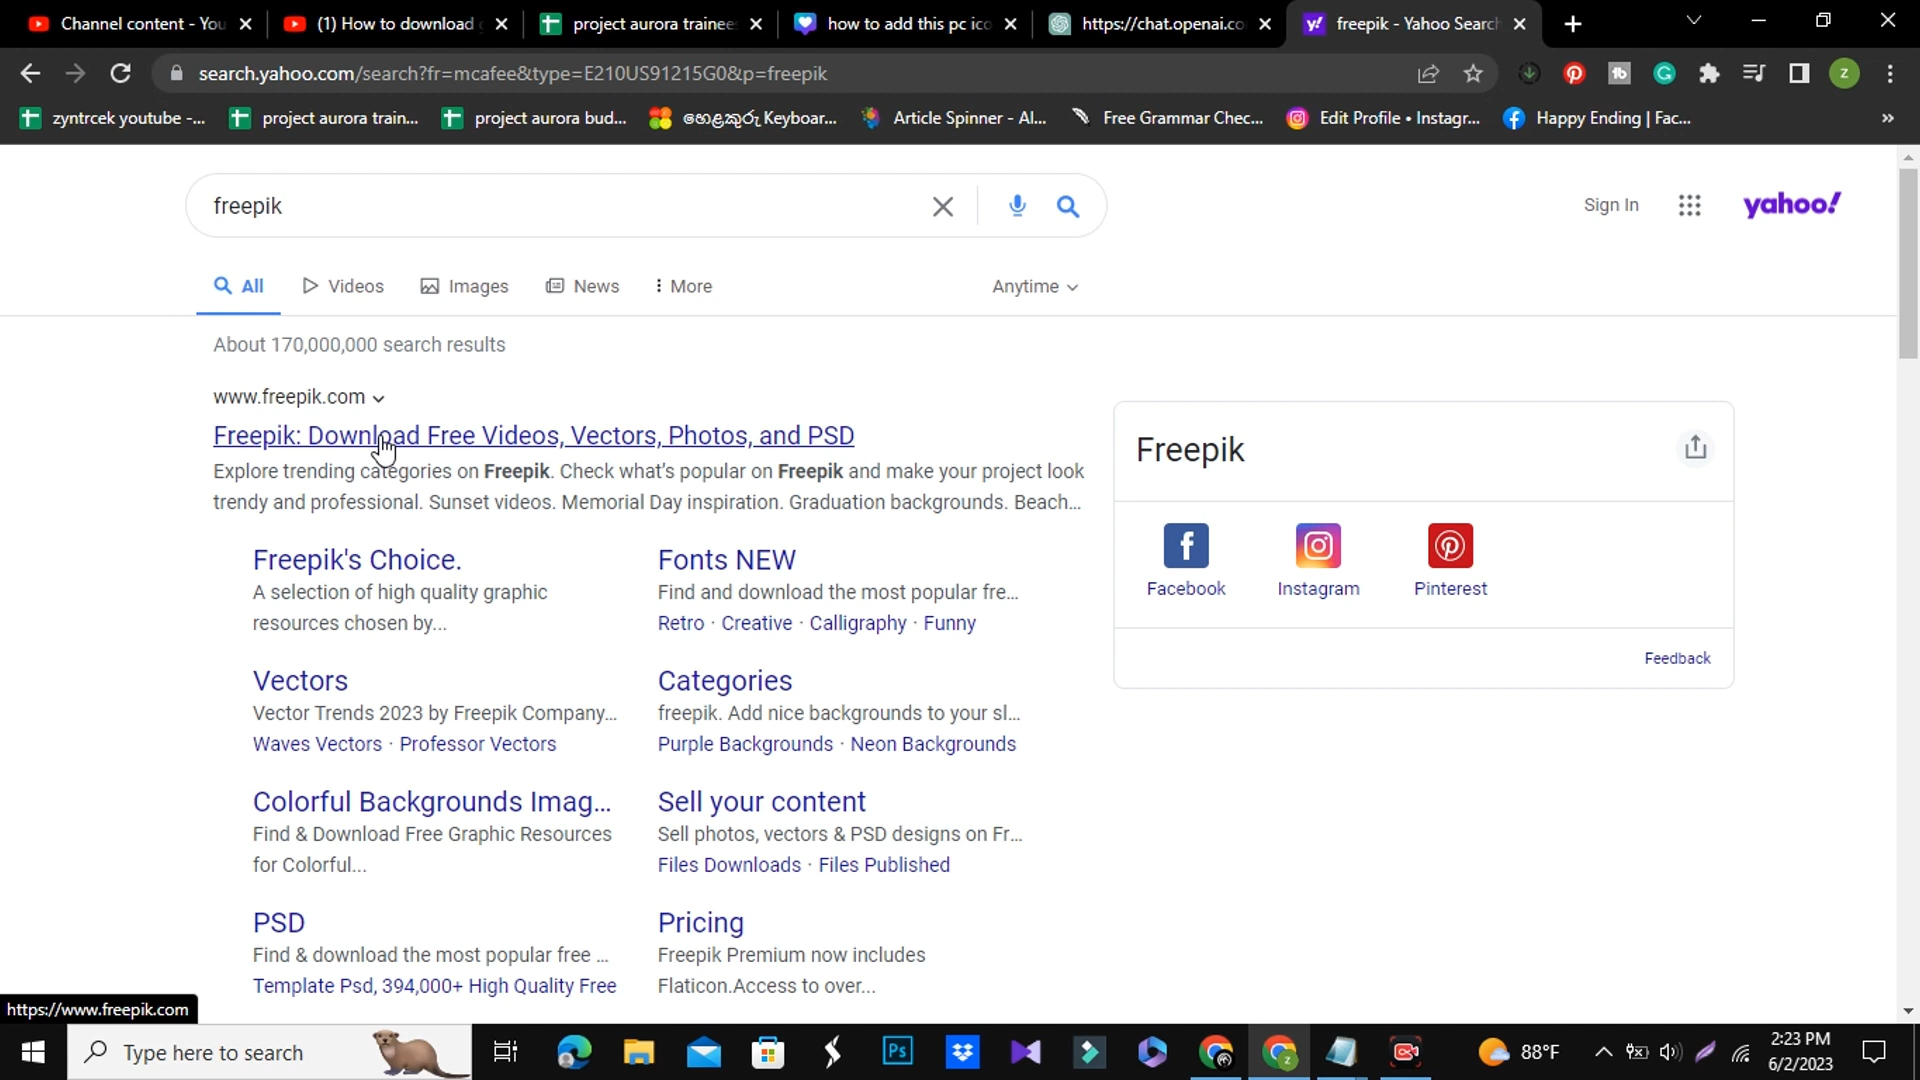 Channel content - You
(1) How to download
project aurora trainee
how to add this pc ico
https://chat.openai.co
freepik - Yahoo Search
search.yahoo.com/search?fr=mcafee&type=E210US91215G0&p=freepik
zyntrcek youtube -...
project aurora train...
project aurora bud...
හෙළකුරු Keyboar...
Article Spinner - Al...
Free Grammar Chec...
Edit Profile • Instagr...
Happy Ending | Fac...
freepik
Sign In
yahoo!
All
Videos
Images
News
More
Anytime
About 170,000,000 search results
www.freepik.com
Freepik: Download Free Videos, Vectors, Photos, and PSD
Explore trending categories on Freepik. Check what's popular on Freepik and make your project look
trendy and professional. Sunset videos. Memorial Day inspiration. Graduation backgrounds. Beach...
Freepik's Choice.
A selection of high quality graphic
resources chosen by...
Fonts NEW
Find and download the most popular fre...
Retro · Creative · Calligraphy · Funny
Vectors
Vector Trends 2023 by Freepik Company...
Waves Vectors · Professor Vectors
Categories
freepik. Add nice backgrounds to your sl...
Purple Backgrounds · Neon Backgrounds
Colorful Backgrounds Imag...
Find & Download Free Graphic Resources
for Colorful...
Sell your content
Sell photos, vectors & PSD designs on Fr...
Files Downloads · Files Published
PSD
Find & download the most popular free ...
Template Psd, 394,000+ High Quality Free
Pricing
Freepik Premium now includes
Flaticon.Access to over...
Freepik
Facebook
Instagram
Pinterest
Feedback
https://www.freepik.com
Type here to search
88°F
2:23 PM
6/2/2023